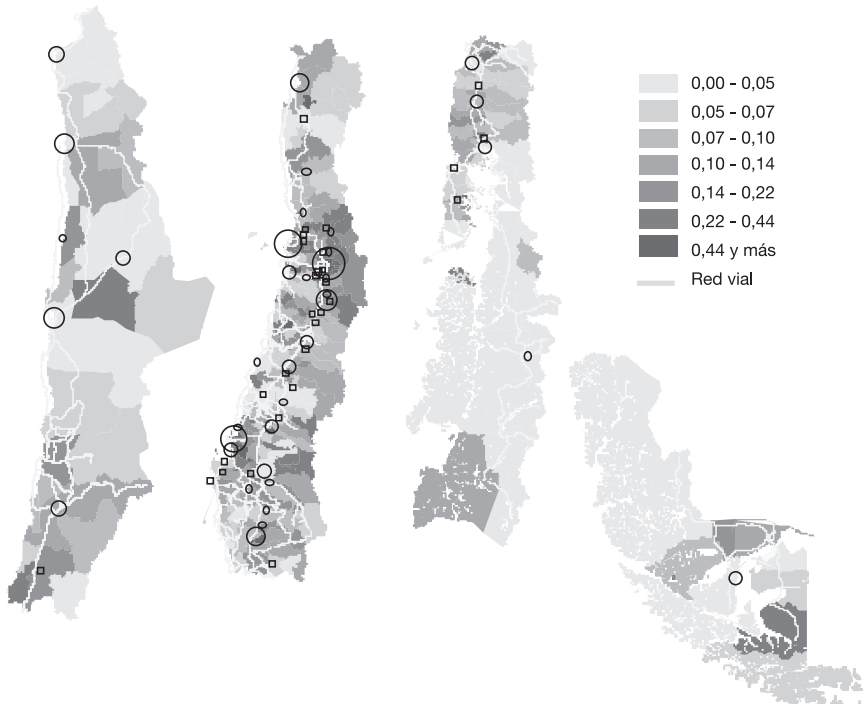 0,00 - 0,05
0,05 - 0,07
0,07 - 0,10
0,10 - 0,14
0,14 - 0,22
0,22 - 0,44
0,44 y más
Red vial